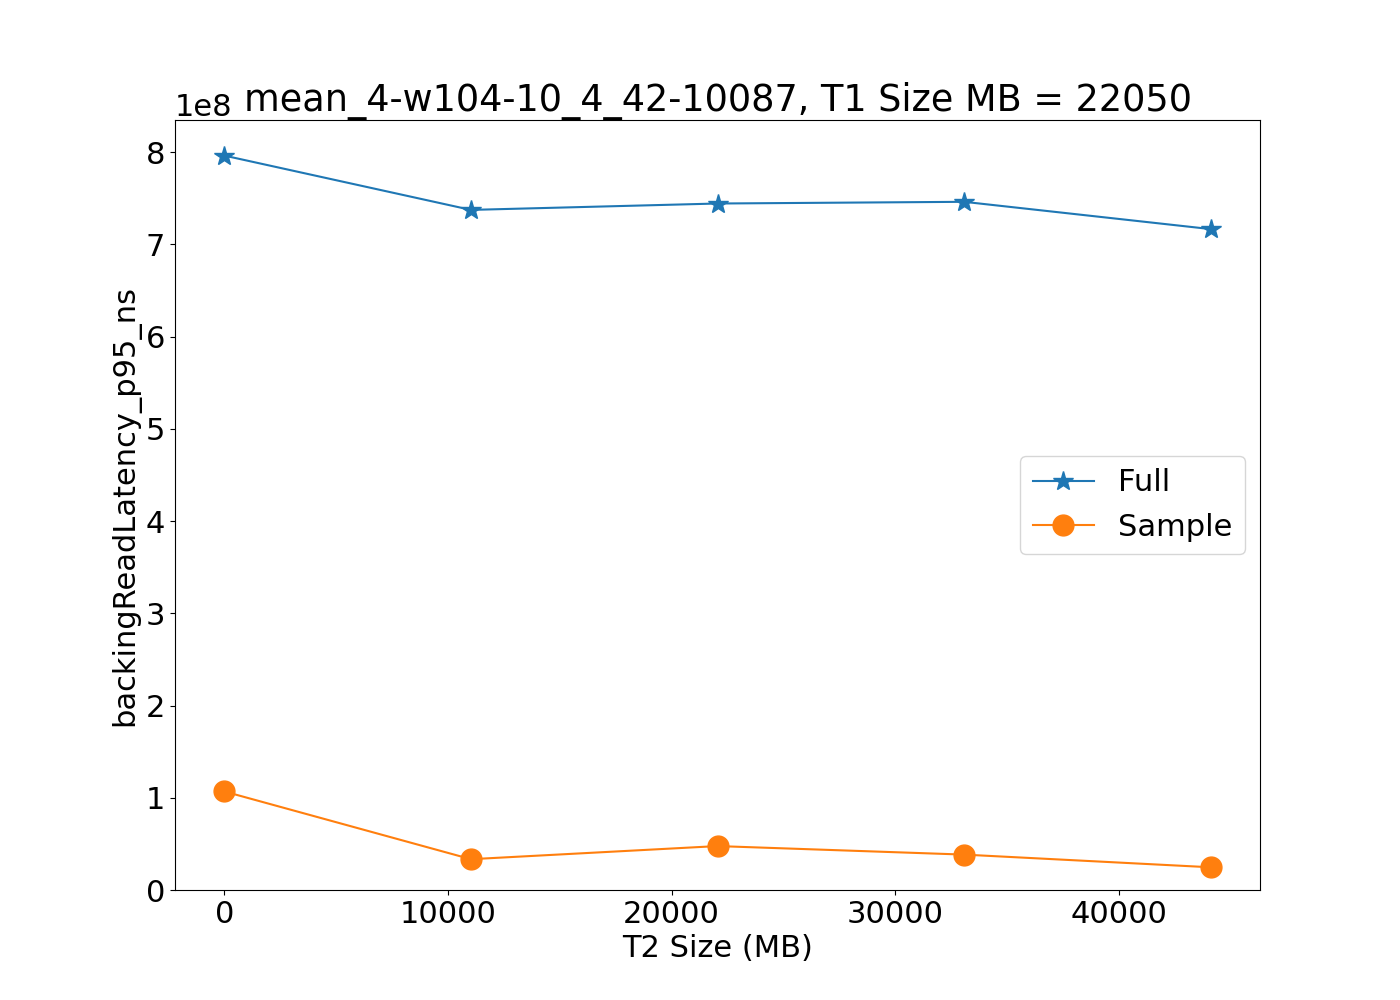 1e8
mean_4-w104-10_4_42-10087, T1 Size MB = 22050
backingReadLatency_p95_ns
8
7
6
5
4
3
2
1
0
Full
Sample
0 10000 20000 30000 40000
T2 Size (MB)